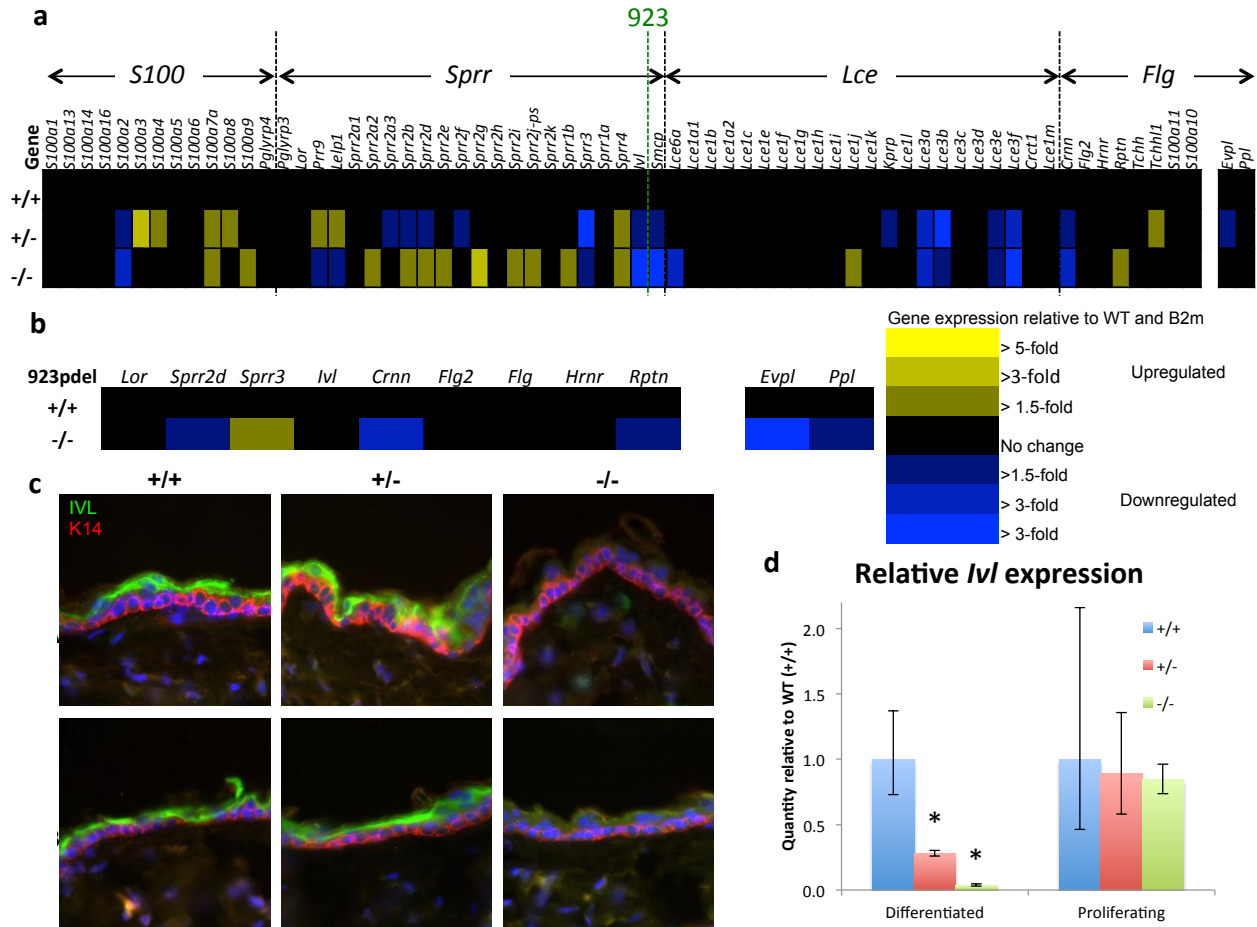 a
923
S100
Sprr
Lce
Flg
Gene
S100a1
S100a13
S100a14
S100a16
S100a2
S100a3
S100a4
S100a5
S100a6
S100a7a
S100a8
S100a9
Pglyrp4
Pglyrp3
Lor
Prr9
Lelp1
Sprr2a1
Sprr2a2
Sprr2a3
Sprr2b
Sprr2d
Sprr2e
Sprr2f
Sprr2g
Sprr2h
Sprr2i
Sprr2j-ps
Sprr2k
Sprr1b
Sprr3
Sprr1a
Sprr4
Ivl
Smcp
Lce6a
Lce1a1
Lce1b
Lce1a2
Lce1c
Lce1e
Lce1f
Lce1g
Lce1h
Lce1i
Lce1j
Lce1k
Kprp
Lce1l
Lce3a
Lce3b
Lce3c
Lce3d
Lce3e
Lce3f
Crct1
Lce1m
Crnn
Flg2
Hrnr
Rptn
Tchh
Tchhl1
S100a11
S100a10
Evpl
Ppl
+/+
+/-
-/-
b
923pdel Lor Sprr2d Sprr3 Ivl Crnn Flg2 Flg Hrnr Rptn Evpl Ppl
+/+
-/-
Gene expression relative to WT and B2m
> 5-fold
>3-fold
Upregulated
> 1.5-fold
No change
>1.5-fold
> 3-fold
Downregulated
> 3-fold
c
+/+
+/-
-/-
IVL
K14
d
Relative Ivl expression
Quantity relative to WT (+/+)
2.0
1.5
1.0
0.5
0.0
*
*
+/+
+/-
-/-
Differentiated
Proliferating